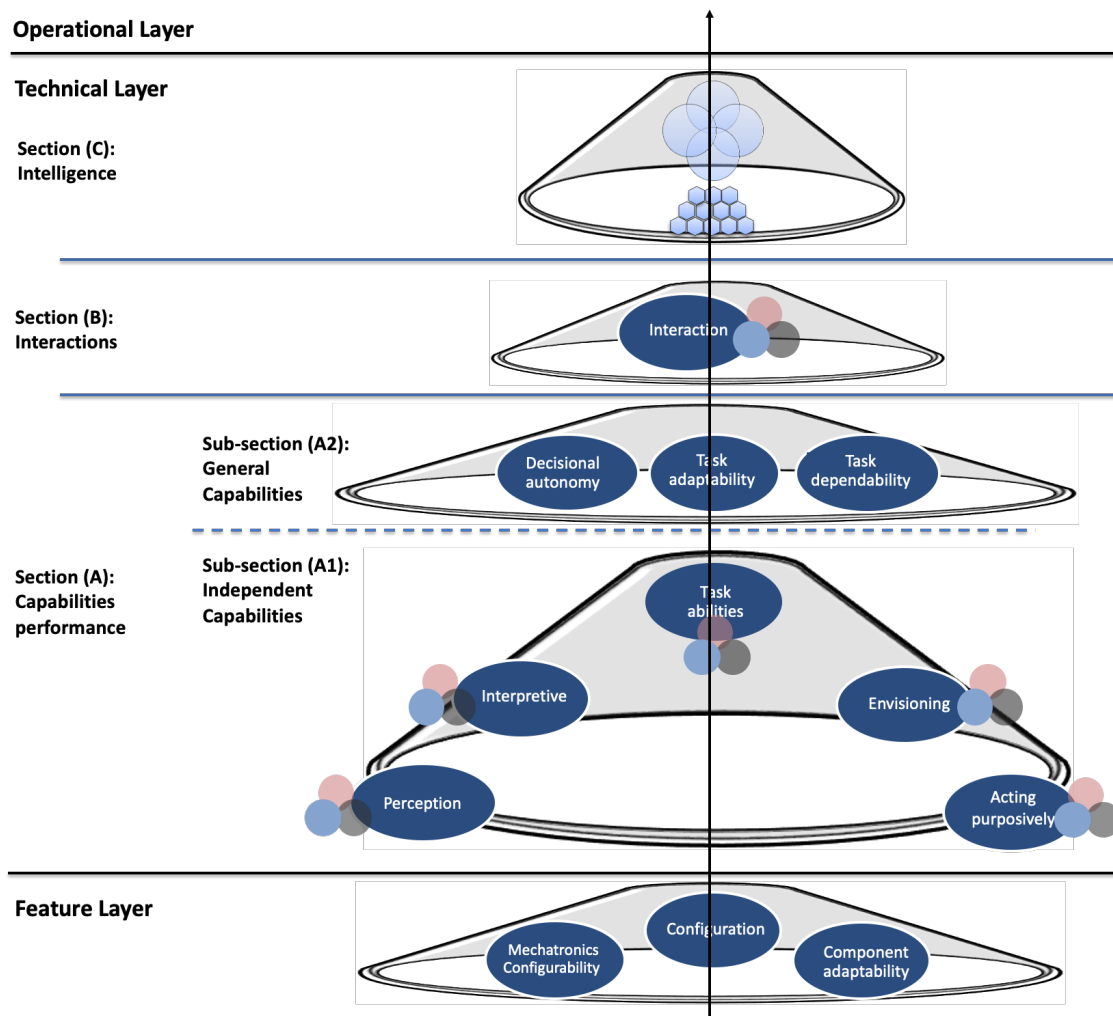 Operational Layer
Technical Layer
Section (C):
Intelligence
Section (B):
Interactions
Interaction
Sub-section (A2):
General
Capabilities
Decisional
autonomy
Task
adaptability
Task
dependability
Section (A):
Capabilities
performance
Sub-section (A1):
Independent
Capabilities
Task
abilities
Interpretive
Envisioning
Perception
Acting
purposively
Feature Layer
Mechatronics
Configurability
Configuration
Component
adaptability